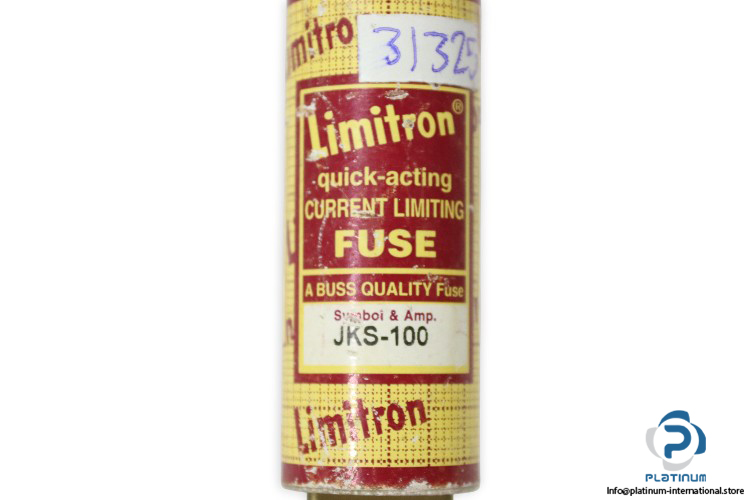 mitro
31325
Limitron®
quick-acting
CURRENT LIMITING
FUSE
A BUSS QUALITY Fuse
Symbol & Amp.
JKS-100
Limitron
PLATINUM
Info@platinum-international.store